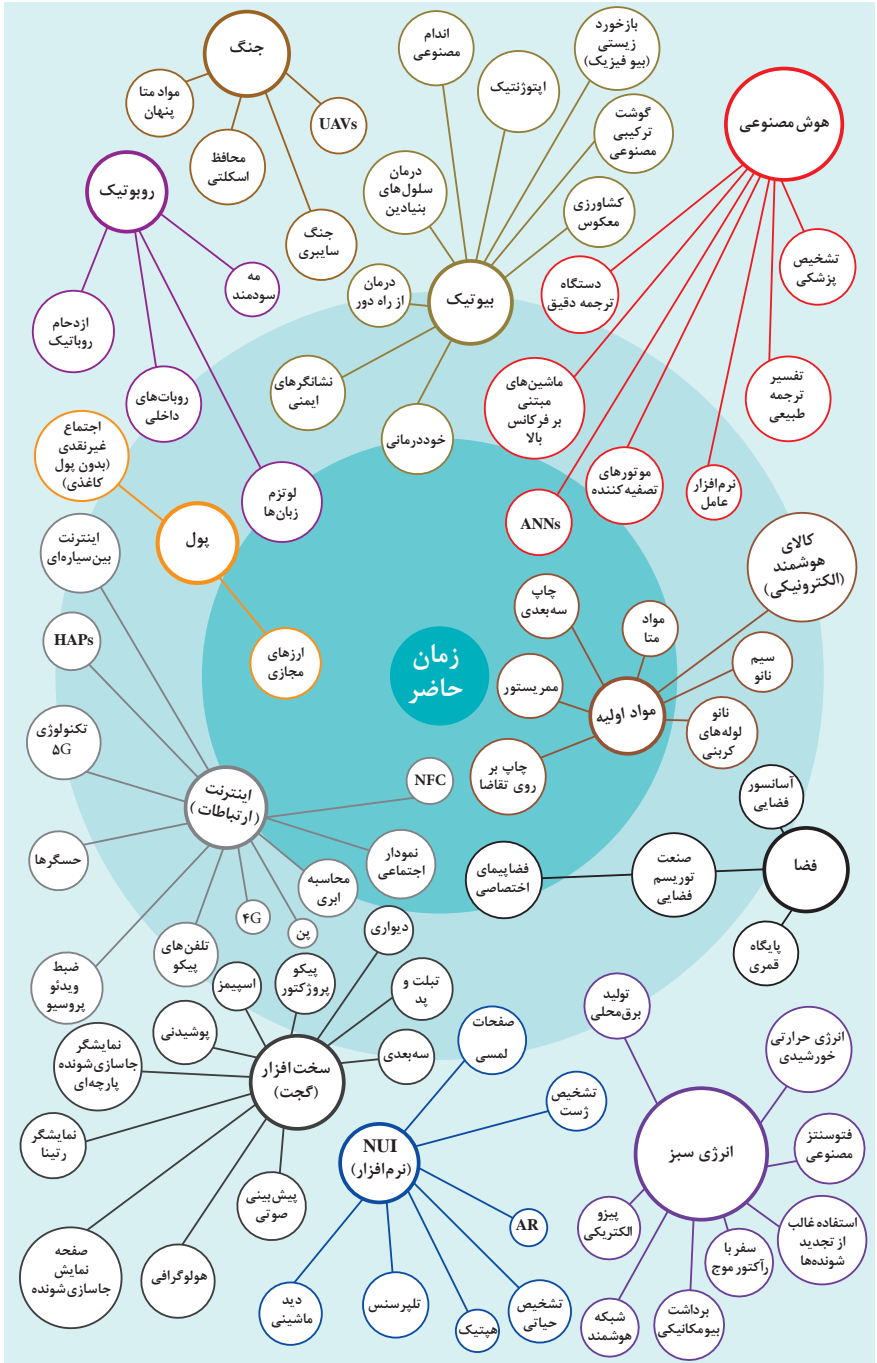 جنگ
مواد متا
پنهان
محافظ
اسکلتی
UAVs
جنگ
سایبری
اندام
مصنوعی
بازخورد
زیستی
(بیو فیزیک)
اپتوژنتیک
گوشت
ترکیبی
مصنوعی
درمان
سلول‌های
بنیادین
کشاورزی
معکوس
بیوتیک
درمان
از راه دور
نشانگرهای
ایمنی
خوددرمانی
هوش مصنوعی
تشخیص
پزشکی
دستگاه
ترجمه دقیق
ماشین‌های
مبتنی
بر فرکانس
بالا
تفسیر
ترجمه
طبیعی
موتورهای
تصفیه‌کننده
نرم‌افزار
عامل
ANNs
روبوتیک
مه
سودمند
ازدحام
روباتیک
روبات‌های
داخلی
لوتزم
زبان‌ها
اجتماع
غیرنقدی
(بدون پول
کاغذی)
پول
ارزهای
مجازی
زمان
حاضر
کالای
هوشمند
(الکترونیکی)
چاپ
سه‌بعدی
مواد
متا
سیم
نانو
ممریستور
مواد اولیه
نانو
لوله‌های
کربنی
چاپ بر
روی تقاضا
اینترنت
بین‌سیاره‌ای
HAPs
تکنولوژی
۵G
اینترنت
(ارتباطات)
NFC
حسگرها
نمودار
اجتماعی
محاسبه
ابری
۴G
پن
تلفن‌های
پیکو
ضبط
ویدئو
پروسیو
آسانسور
فضایی
فضا
صنعت
توریسم
فضایی
فضاپیمای
اختصاصی
پایگاه
قمری
دیواری
پیکو
پروژکتور
اسپیمز
تبلت و
پد
پوشیدنی
سه‌بعدی
سخت‌افزار
(گجت)
نمایشگر
جاسازی‌شونده
پارچه‌ای
نمایشگر
رتینا
پیش‌بینی
صوتی
هولوگرافی
صفحه
نمایش
جاسازی‌شونده
صفحات
لمسی
تشخیص
ژست
NUI
(نرم‌افزار)
AR
تشخیص
حیاتی
هپتیک
تلپرسنس
دید
ماشینی
تولید
برق‌محلی
انرژی حرارتی
خورشیدی
انرژی سبز
فتوسنتز
مصنوعی
استفاده غالب
از تجدید
شونده‌ها
پیزو
الکتریکی
سفر با
رآکتور موج
شبکه
هوشمند
برداشت
بیومکانیکی